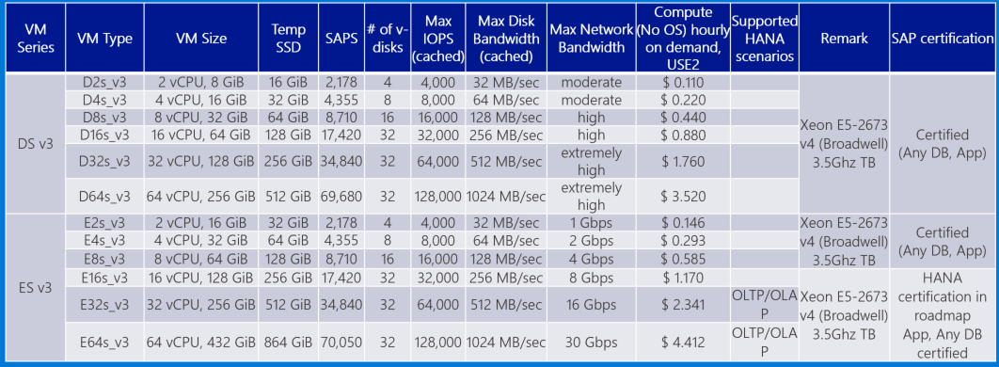 VM Series VM Type VM Size Temp SSD SAPS # of v-disks Max IOPS (cached) Max Disk Bandwidth (cached) Max Network Bandwidth Compute (No OS) hourly on demand, USE2 Supported HANA scenarios Remark SAP certification
DS v3 D2s_v3 2 vCPU, 8 GiB 16 GiB 2,178 4 4,000 32 MB/sec moderate $ 0.110 Xeon E5-2673 v4 (Broadwell) 3.5Ghz TB Certified (Any DB, App)
D4s_v3 4 vCPU, 16 GiB 32 GiB 4,355 8 8,000 64 MB/sec moderate $ 0.220
D8s_v3 8 vCPU, 32 GiB 64 GiB 8,710 16 16,000 128 MB/sec high $ 0.440
D16s_v3 16 vCPU, 64 GiB 128 GiB 17,420 32 32,000 256 MB/sec high $ 0.880
D32s_v3 32 vCPU, 128 GiB 256 GiB 34,840 32 64,000 512 MB/sec extremely high $ 1.760
D64s_v3 64 vCPU, 256 GiB 512 GiB 69,680 32 128,000 1024 MB/sec extremely high $ 3.520
ES v3 E2s_v3 2 vCPU, 16 GiB 32 GiB 2,178 4 4,000 32 MB/sec 1 Gbps $ 0.146 Xeon E5-2673 v4 (Broadwell) 3.5Ghz TB Certified (Any DB, App)
E4s_v3 4 vCPU, 32 GiB 64 GiB 4,355 8 8,000 64 MB/sec 2 Gbps $ 0.293
E8s_v3 8 vCPU, 64 GiB 128 GiB 8,710 16 16,000 128 MB/sec 4 Gbps $ 0.585
E16s_v3 16 vCPU, 128 GiB 256 GiB 17,420 32 32,000 256 MB/sec 8 Gbps $ 1.170 Xeon E5-2673 v4 (Broadwell) 3.5Ghz TB HANA certification in roadmap App, Any DB certified
E32s_v3 32 vCPU, 256 GiB 512 GiB 34,840 32 64,000 512 MB/sec 16 Gbps $ 2.341 OLTP/OLAP
E64s_v3 64 vCPU, 432 GiB 864 GiB 70,050 32 128,000 1024 MB/sec 30 Gbps $ 4.412 OLTP/OLAP